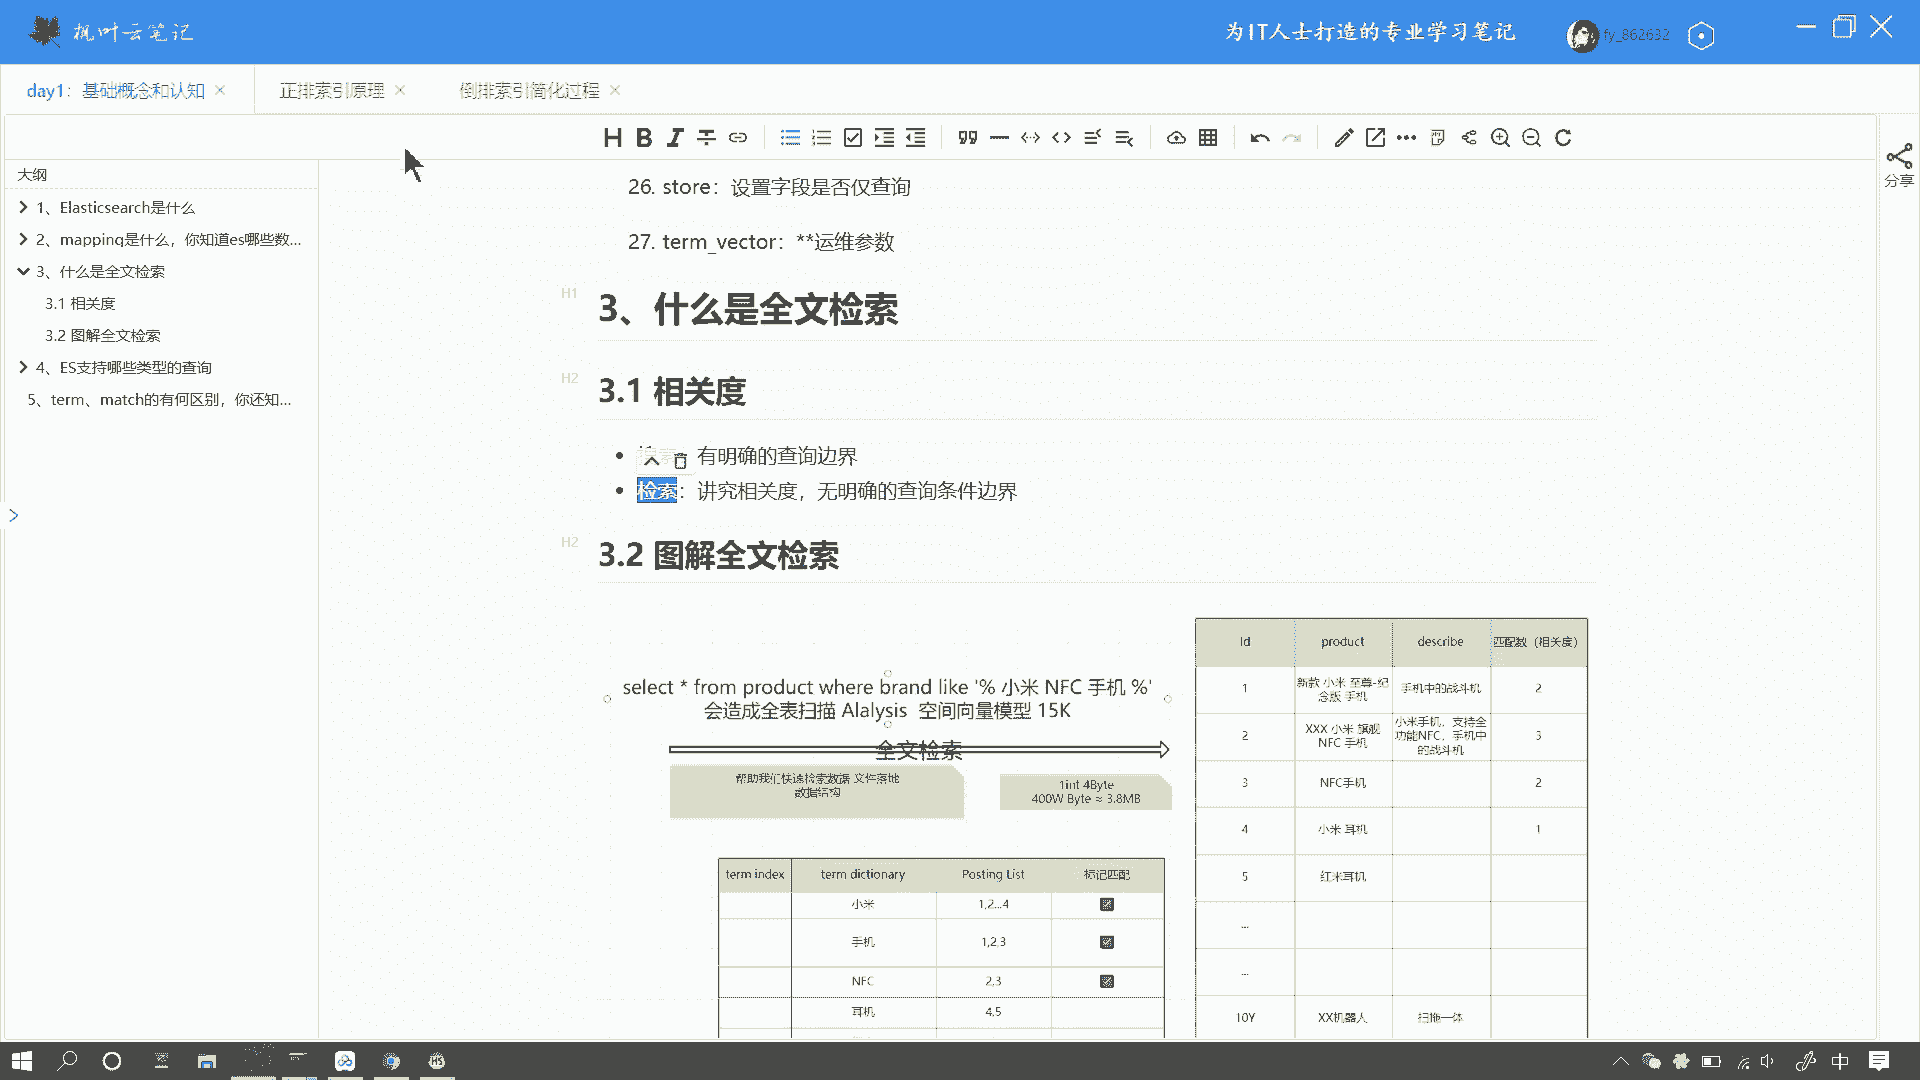 枫叶云笔记
为IT人士打造的专业学习笔记
fy_862632
day1：基础概念和认知
正排索引原理
倒排索引简化过程
分享
大纲
1、Elasticsearch是什么
2、mapping是什么，你知道es哪些数...
3、什么是全文检索
3.1 相关度
3.2 图解全文检索
4、ES支持哪些类型的查询
5、term、match的有何区别，你还知...
26. store：设置字段是否仅查询
27. term_vector：**运维参数
H1
3、什么是全文检索
H2
3.1 相关度
有明确的查询边界
检索：讲究相关度，无明确的查询条件边界
H2
3.2 图解全文检索
select * from product where brand like '% 小米 NFC 手机 %'
会造成全表扫描 Alalysis 空间向量模型 15K
全文检索
帮助我们快速检索数据 文件落地
数据结构
1int 4Byte
400W Byte ≈ 3.8MB
term index term dictionary Posting List 标记匹配
小米 1,2...4
手机 1,2,3
NFC 2,3
耳机 4,5
Id product describe 匹配数（相关度）
1 新款 小米 至尊-纪念版 手机 手机中的战斗机 2
2 XXX 小米 旗舰 NFC 手机 小米手机，支持全功能NFC，手机中的战斗机 3
3 NFC手机 2
4 小米 耳机 1
5 红米耳机
...
...
10Y XX机器人 扫拖一体
中